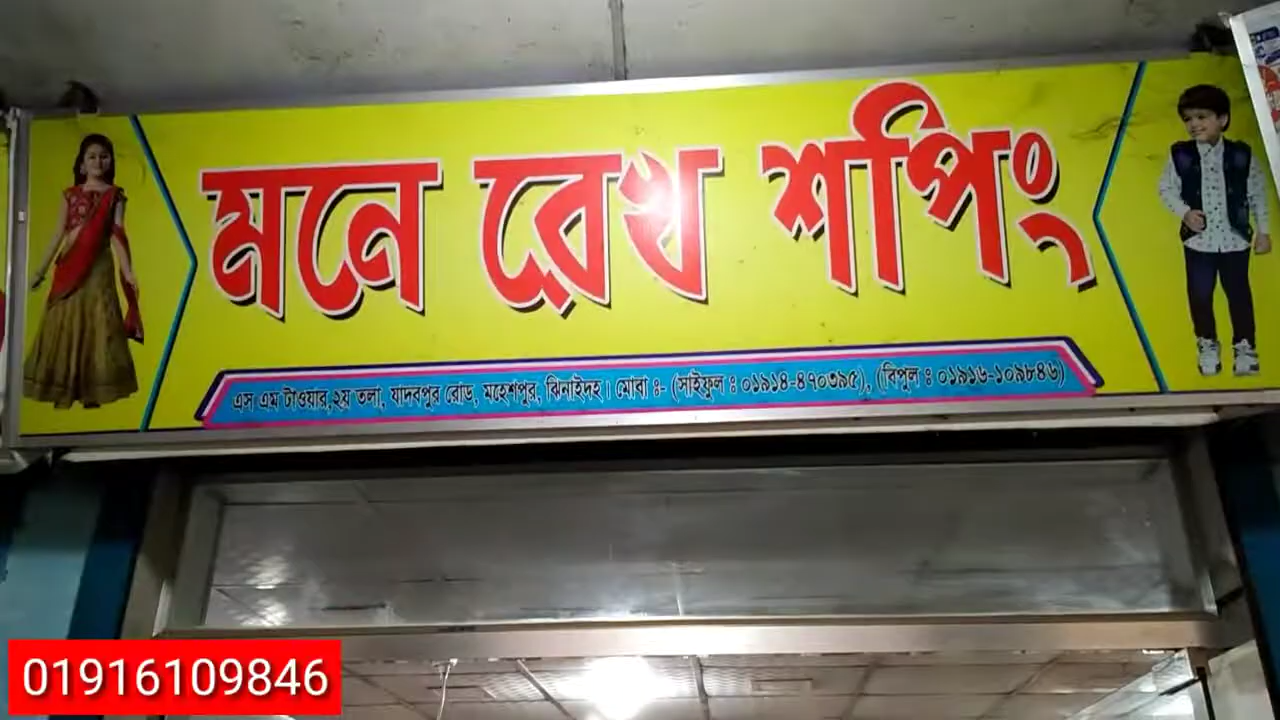 মনে রেখ শপিং
এস এম টাওয়ার,২য় তলা, যাদবপুর রোড, মহেশপুর, ঝিনাইদহ। মোবা ঃ- (সাইফুল ঃ ০১৯১৪-৪৭০৩৯৫), (বিপুল ঃ ০১৯১৬-১০৯৮৪৬)
01916109846